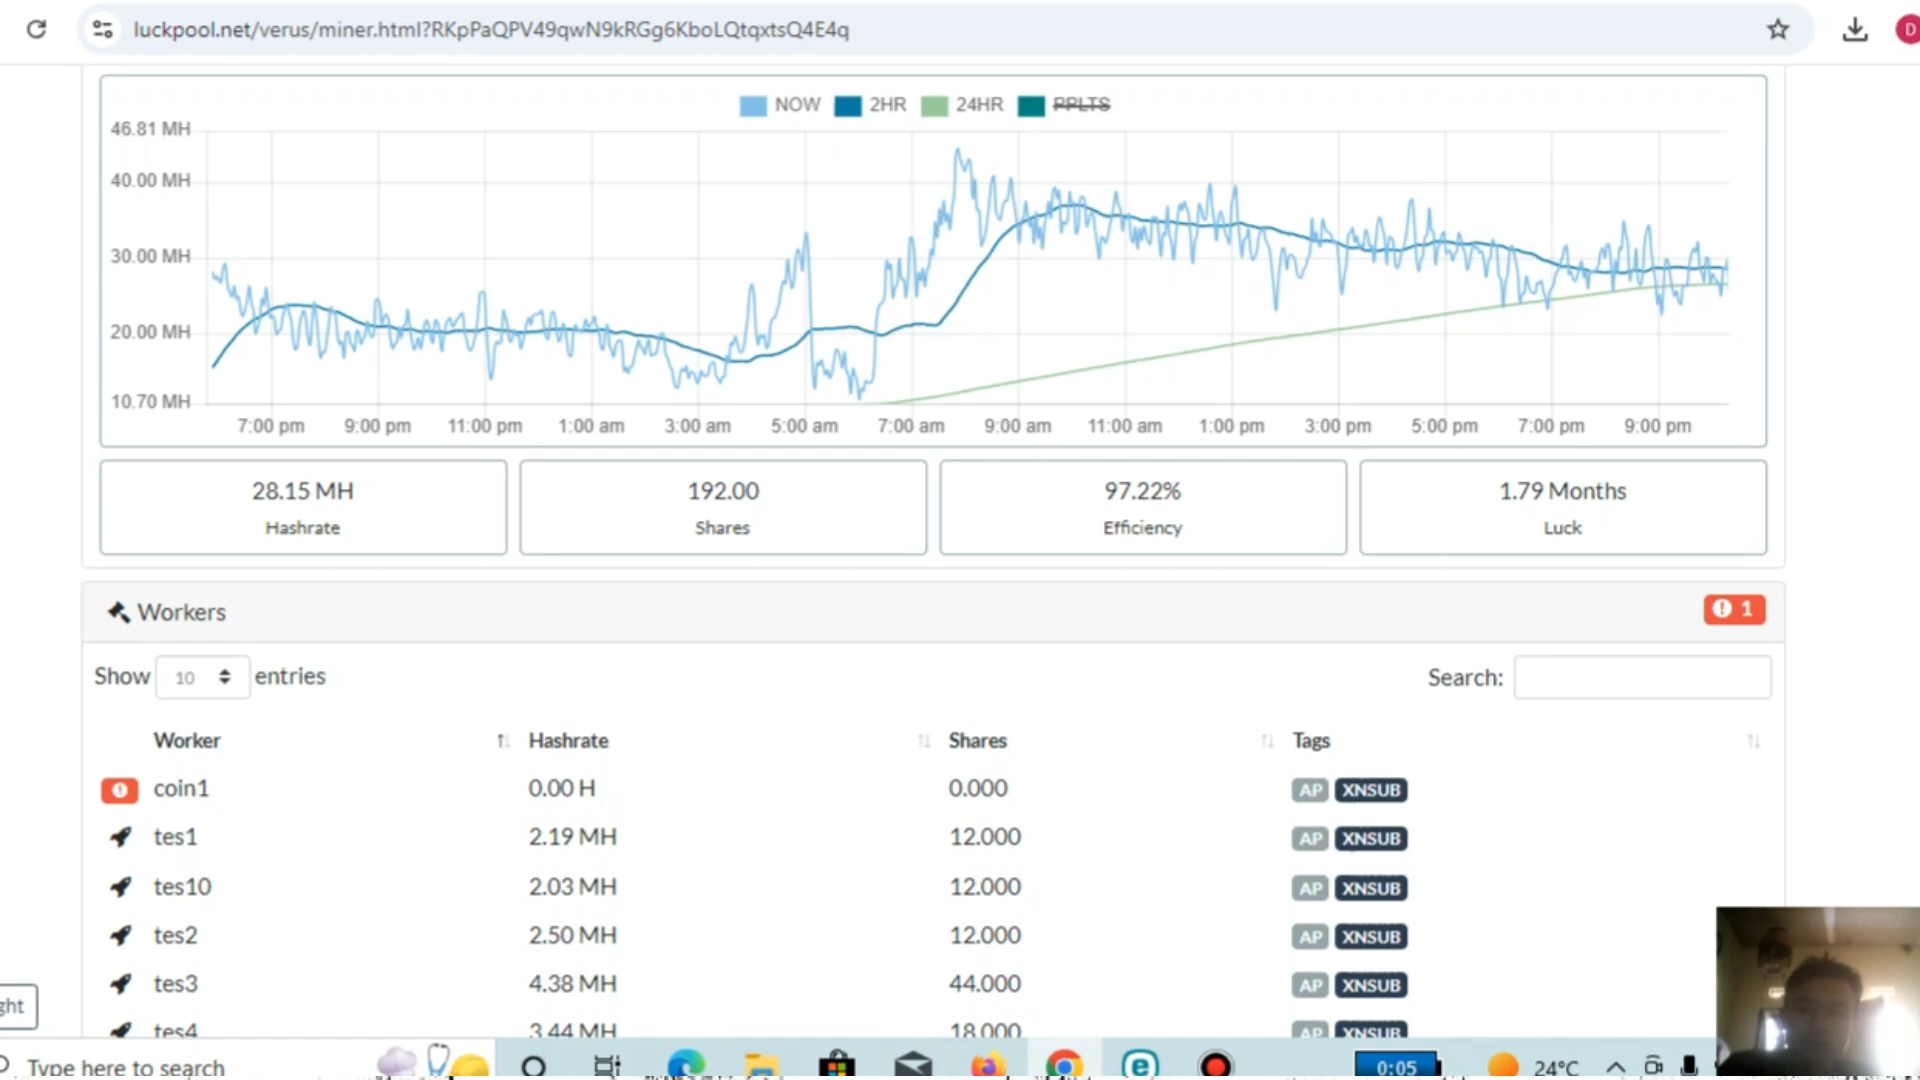 luckpool.net/verus/miner.html?RKpPaQPV49qwN9kRGg6KboLQtqxtsQ4E4q
D
NOW 2HR 24HR PPLTS
46.81 MH
40.00 MH
30.00 MH
20.00 MH
10.70 MH
7:00 pm 9:00 pm 11:00 pm 1:00 am 3:00 am 5:00 am 7:00 am 9:00 am 11:00 am 1:00 pm 3:00 pm 5:00 pm 7:00 pm 9:00 pm
28.15 MH 192.00 97.22% 1.79 Months
Hashrate Shares Efficiency Luck
Workers 1
Show 10 entries Search:
Worker Hashrate Shares Tags
coin1 0.00 H 0.000 AP XNSUB
tes1 2.19 MH 12.000 AP XNSUB
tes10 2.03 MH 12.000 AP XNSUB
tes2 2.50 MH 12.000 AP XNSUB
tes3 4.38 MH 44.000 AP XNSUB
ght
tes4 3.44 MH 18.000 AP XNSUB
Type here to search 0:05 24°C